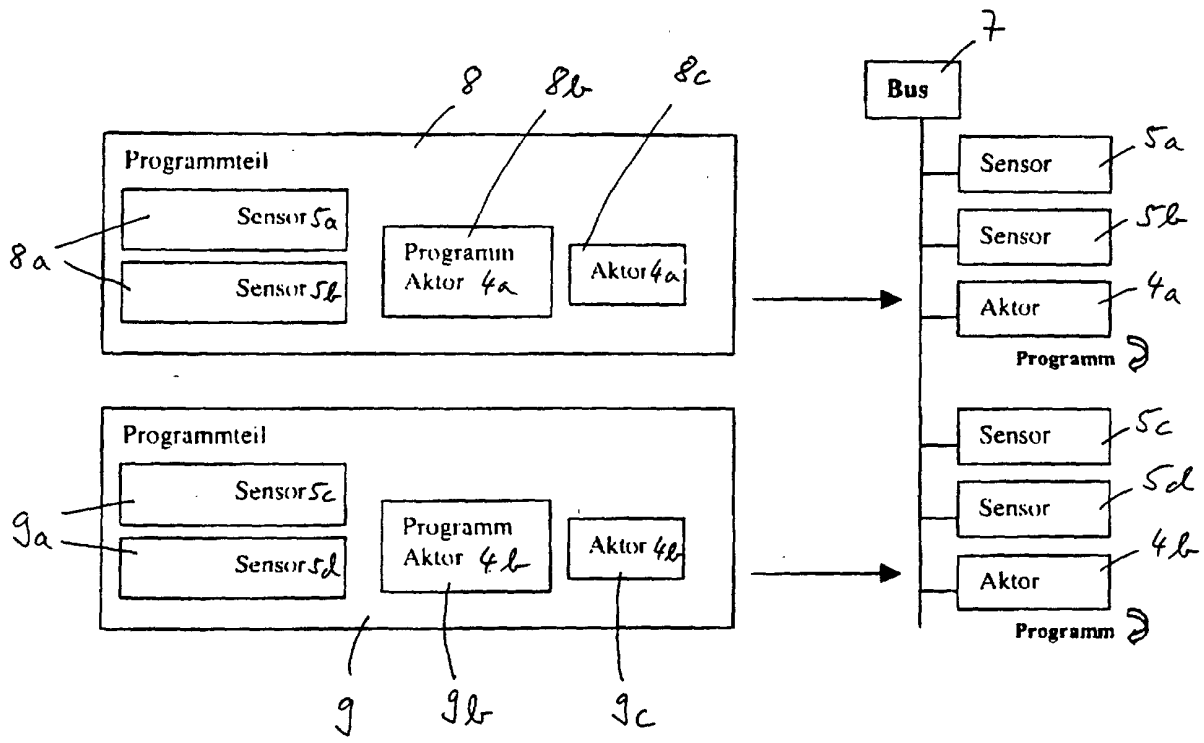 7
8
8b
8c
Bus
Programmteil
Sensor 5a
Sensor 5b
8a
Programm
Aktor 4a
Aktor 4a
Sensor
5a
Sensor
5b
Aktor
4a
Programm
Programmteil
Sensor 5c
Sensor 5d
9a
Programm
Aktor 4b
Aktor 4b
Sensor
5c
Sensor
5d
Aktor
4b
Programm
9
9b
9c